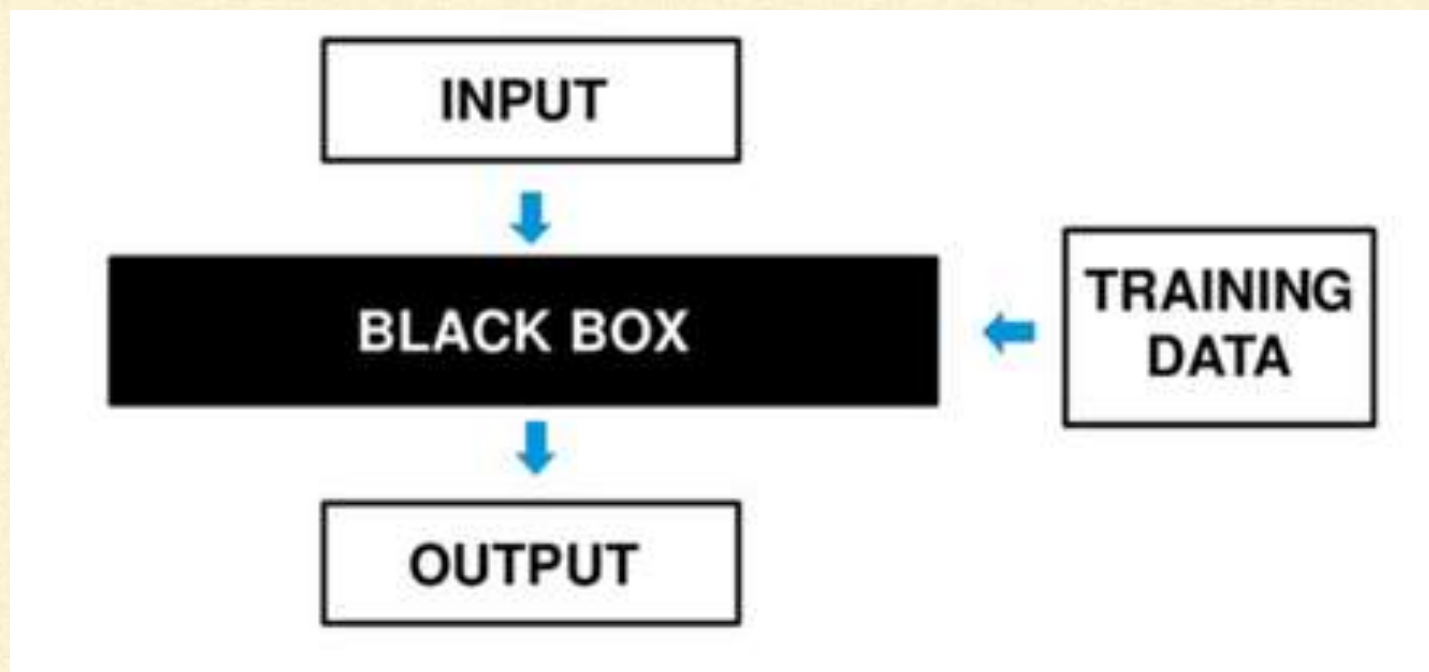 INPUT
BLACK BOX
TRAINING
DATA
OUTPUT